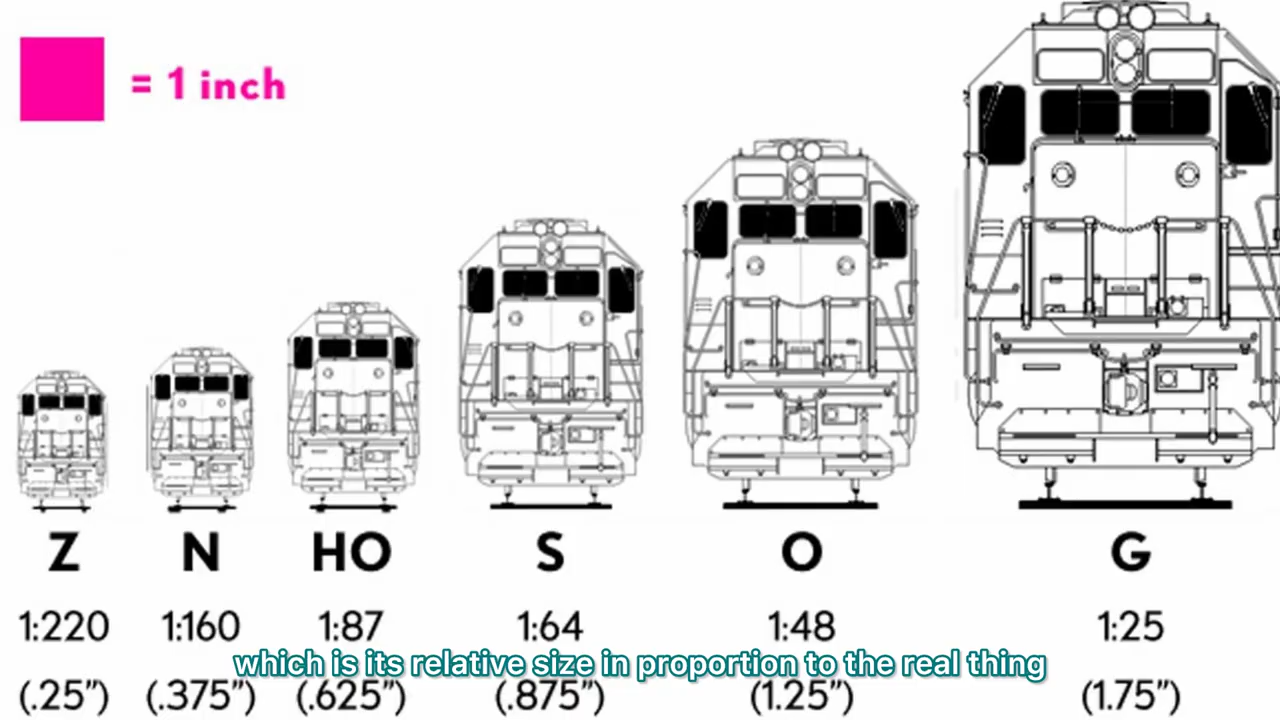 = 1 inch
Z N HO S O G
1:220 1:160 1:87 1:64 1:48 1:25
which is its relative size in proportion to the real thing
(.25”) (.375”) (.625”) (.875”) (1.25”) (1.75”)